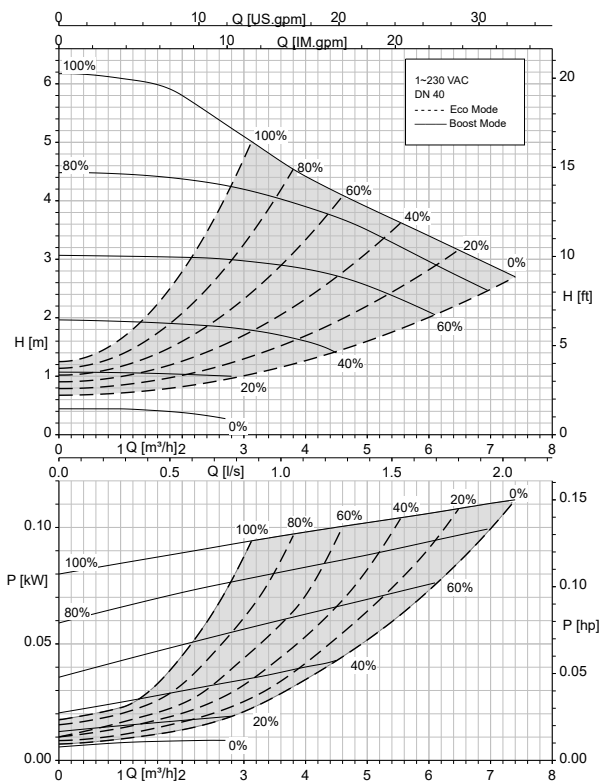 Q [US.gpm]
0 10 20 30
Q [IM.gpm]
0 10 20
100%
6
5
4
3
2
1
0
H [m]
80%
1~230 VAC
DN 40
Eco Mode
Boost Mode
20
15
10
5
0
H [ft]
100%
80%
60%
40%
20%
0%
60%
40%
20%
0%
0 1 Q [m³/h] 2 3 4 5 6 7 8
0.0 0.5 Q [l/s] 1.0 1.5 2.0
0.10
0.05
0.00
P [kW]
100%
80%
100%
80%
60%
40%
20%
0%
60%
40%
20%
0%
0.15
0.10
0.05
0.00
P [hp]
0 1 Q [m³/h] 2 3 4 5 6 7 8